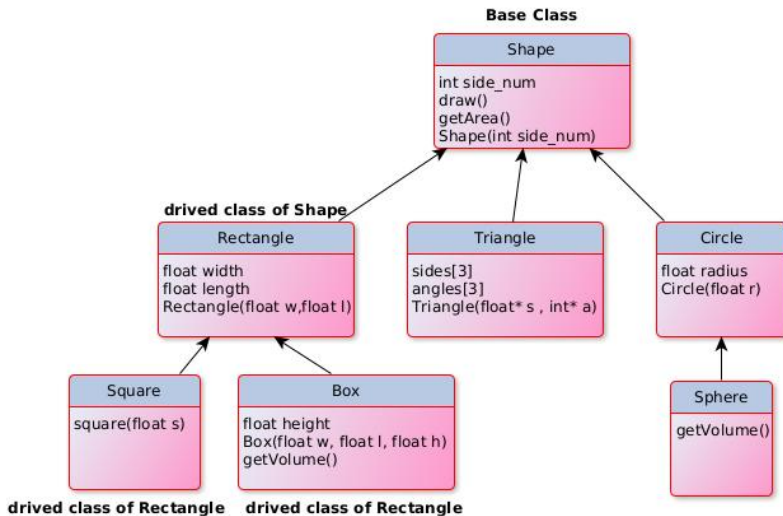 Base Class
Shape
int side_num
draw()
getArea()
Shape(int side_num)
drived class of Shape
Rectangle
float width
float length
Rectangle(float w,float l)
Triangle
sides[3]
angles[3]
Triangle(float* s , int* a)
Circle
float radius
Circle(float r)
Square
square(float s)
Box
float height
Box(float w, float l, float h)
getVolume()
Sphere
getVolume()
drived class of Rectangle
drived class of Rectangle